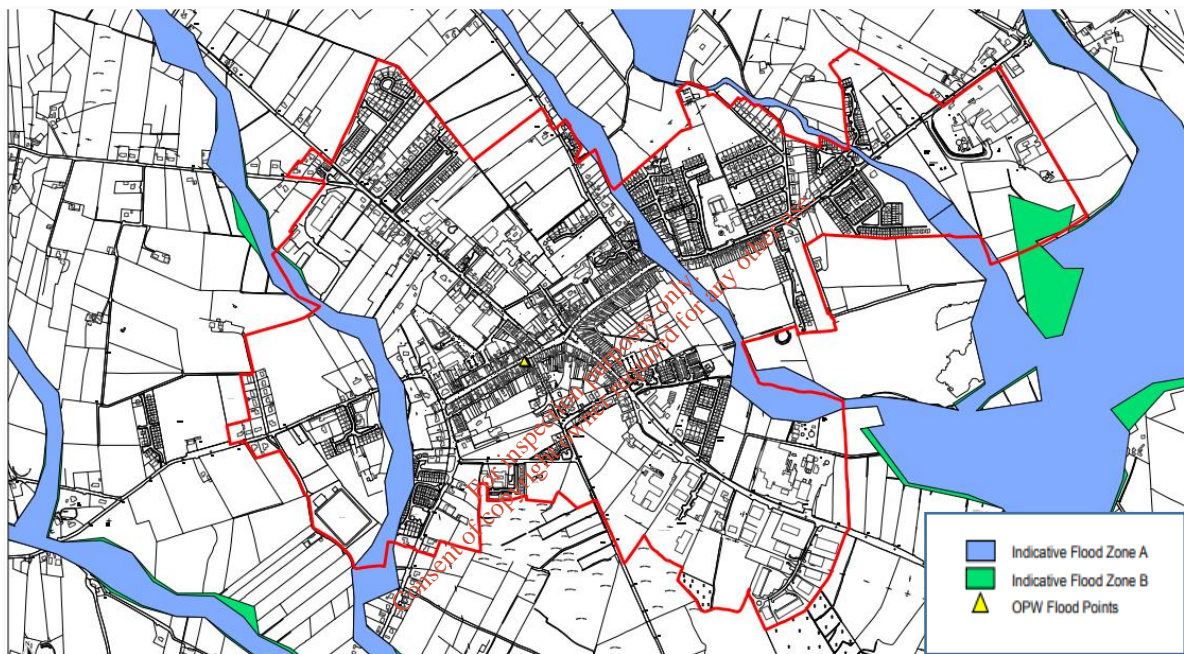 For inspection purposes only.
Consent of copyright owner required for any other use.
Indicative Flood Zone A
Indicative Flood Zone B
OPW Flood Points